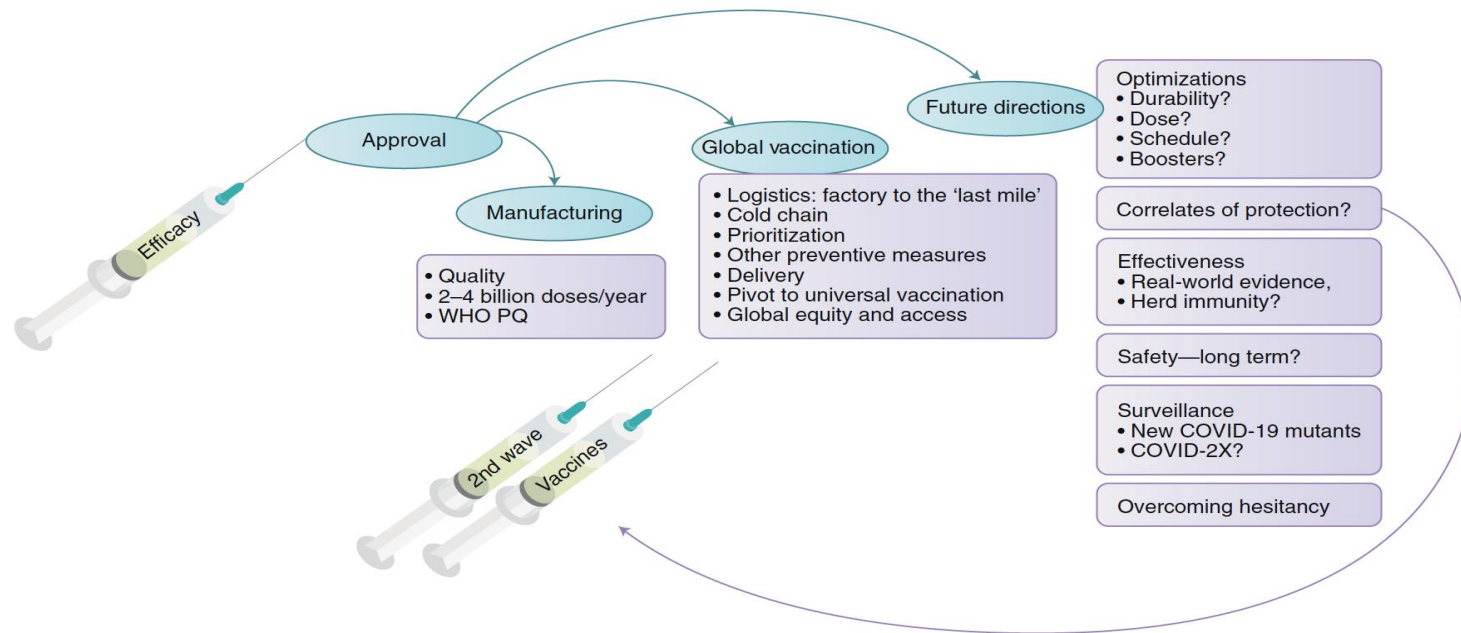 Efficacy
Approval
Manufacturing
• Quality
• 2–4 billion doses/year
• WHO PQ
Global vaccination
• Logistics: factory to the ‘last mile’
• Cold chain
• Prioritization
• Other preventive measures
• Delivery
• Pivot to universal vaccination
• Global equity and access
Future directions
Optimizations
• Durability?
• Dose?
• Schedule?
• Boosters?
Correlates of protection?
Effectiveness
• Real-world evidence,
• Herd immunity?
Safety—long term?
Surveillance
• New COVID-19 mutants
• COVID-2X?
Overcoming hesitancy
2nd wave
Vaccines